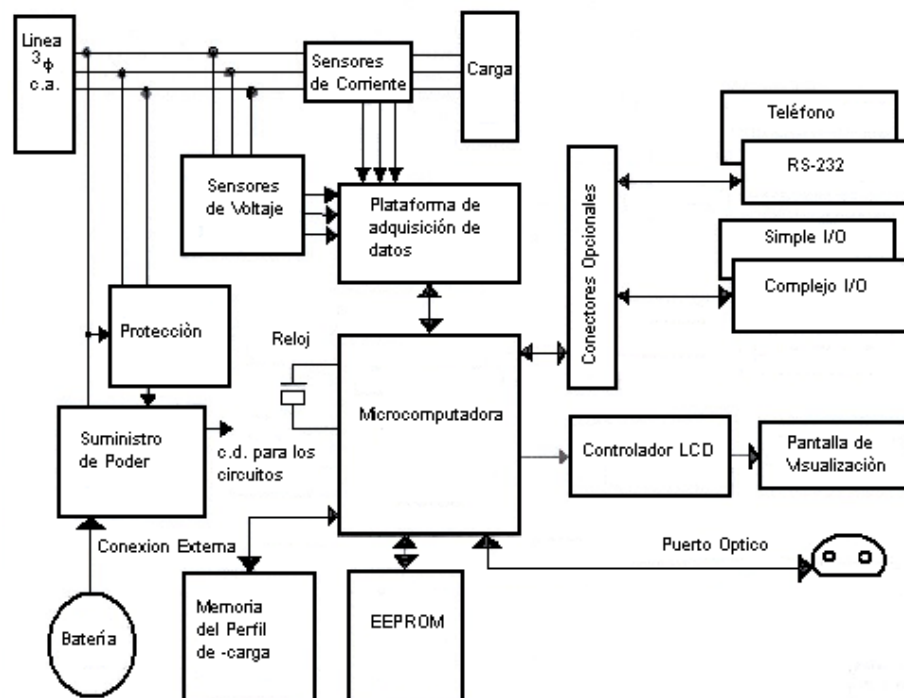 Linea
3ϕ
c.a.
Sensores
de Corriente
Carga
Teléfono
RS-232
Sensores
de Voltaje
Plataforma de
adquisición de
datos
Conectores Opcionales
Simple I/O
Complejo I/O
Protecciòn
Reloj
Microcomputadora
Suministro
de Poder
c.d. para los
circuitos
Controlador LCD
Pantalla de
Visualizaciòn
Conexion Externa
Puerto Optico
Batería
Memoria
del Perfil
de -carga
EEPROM